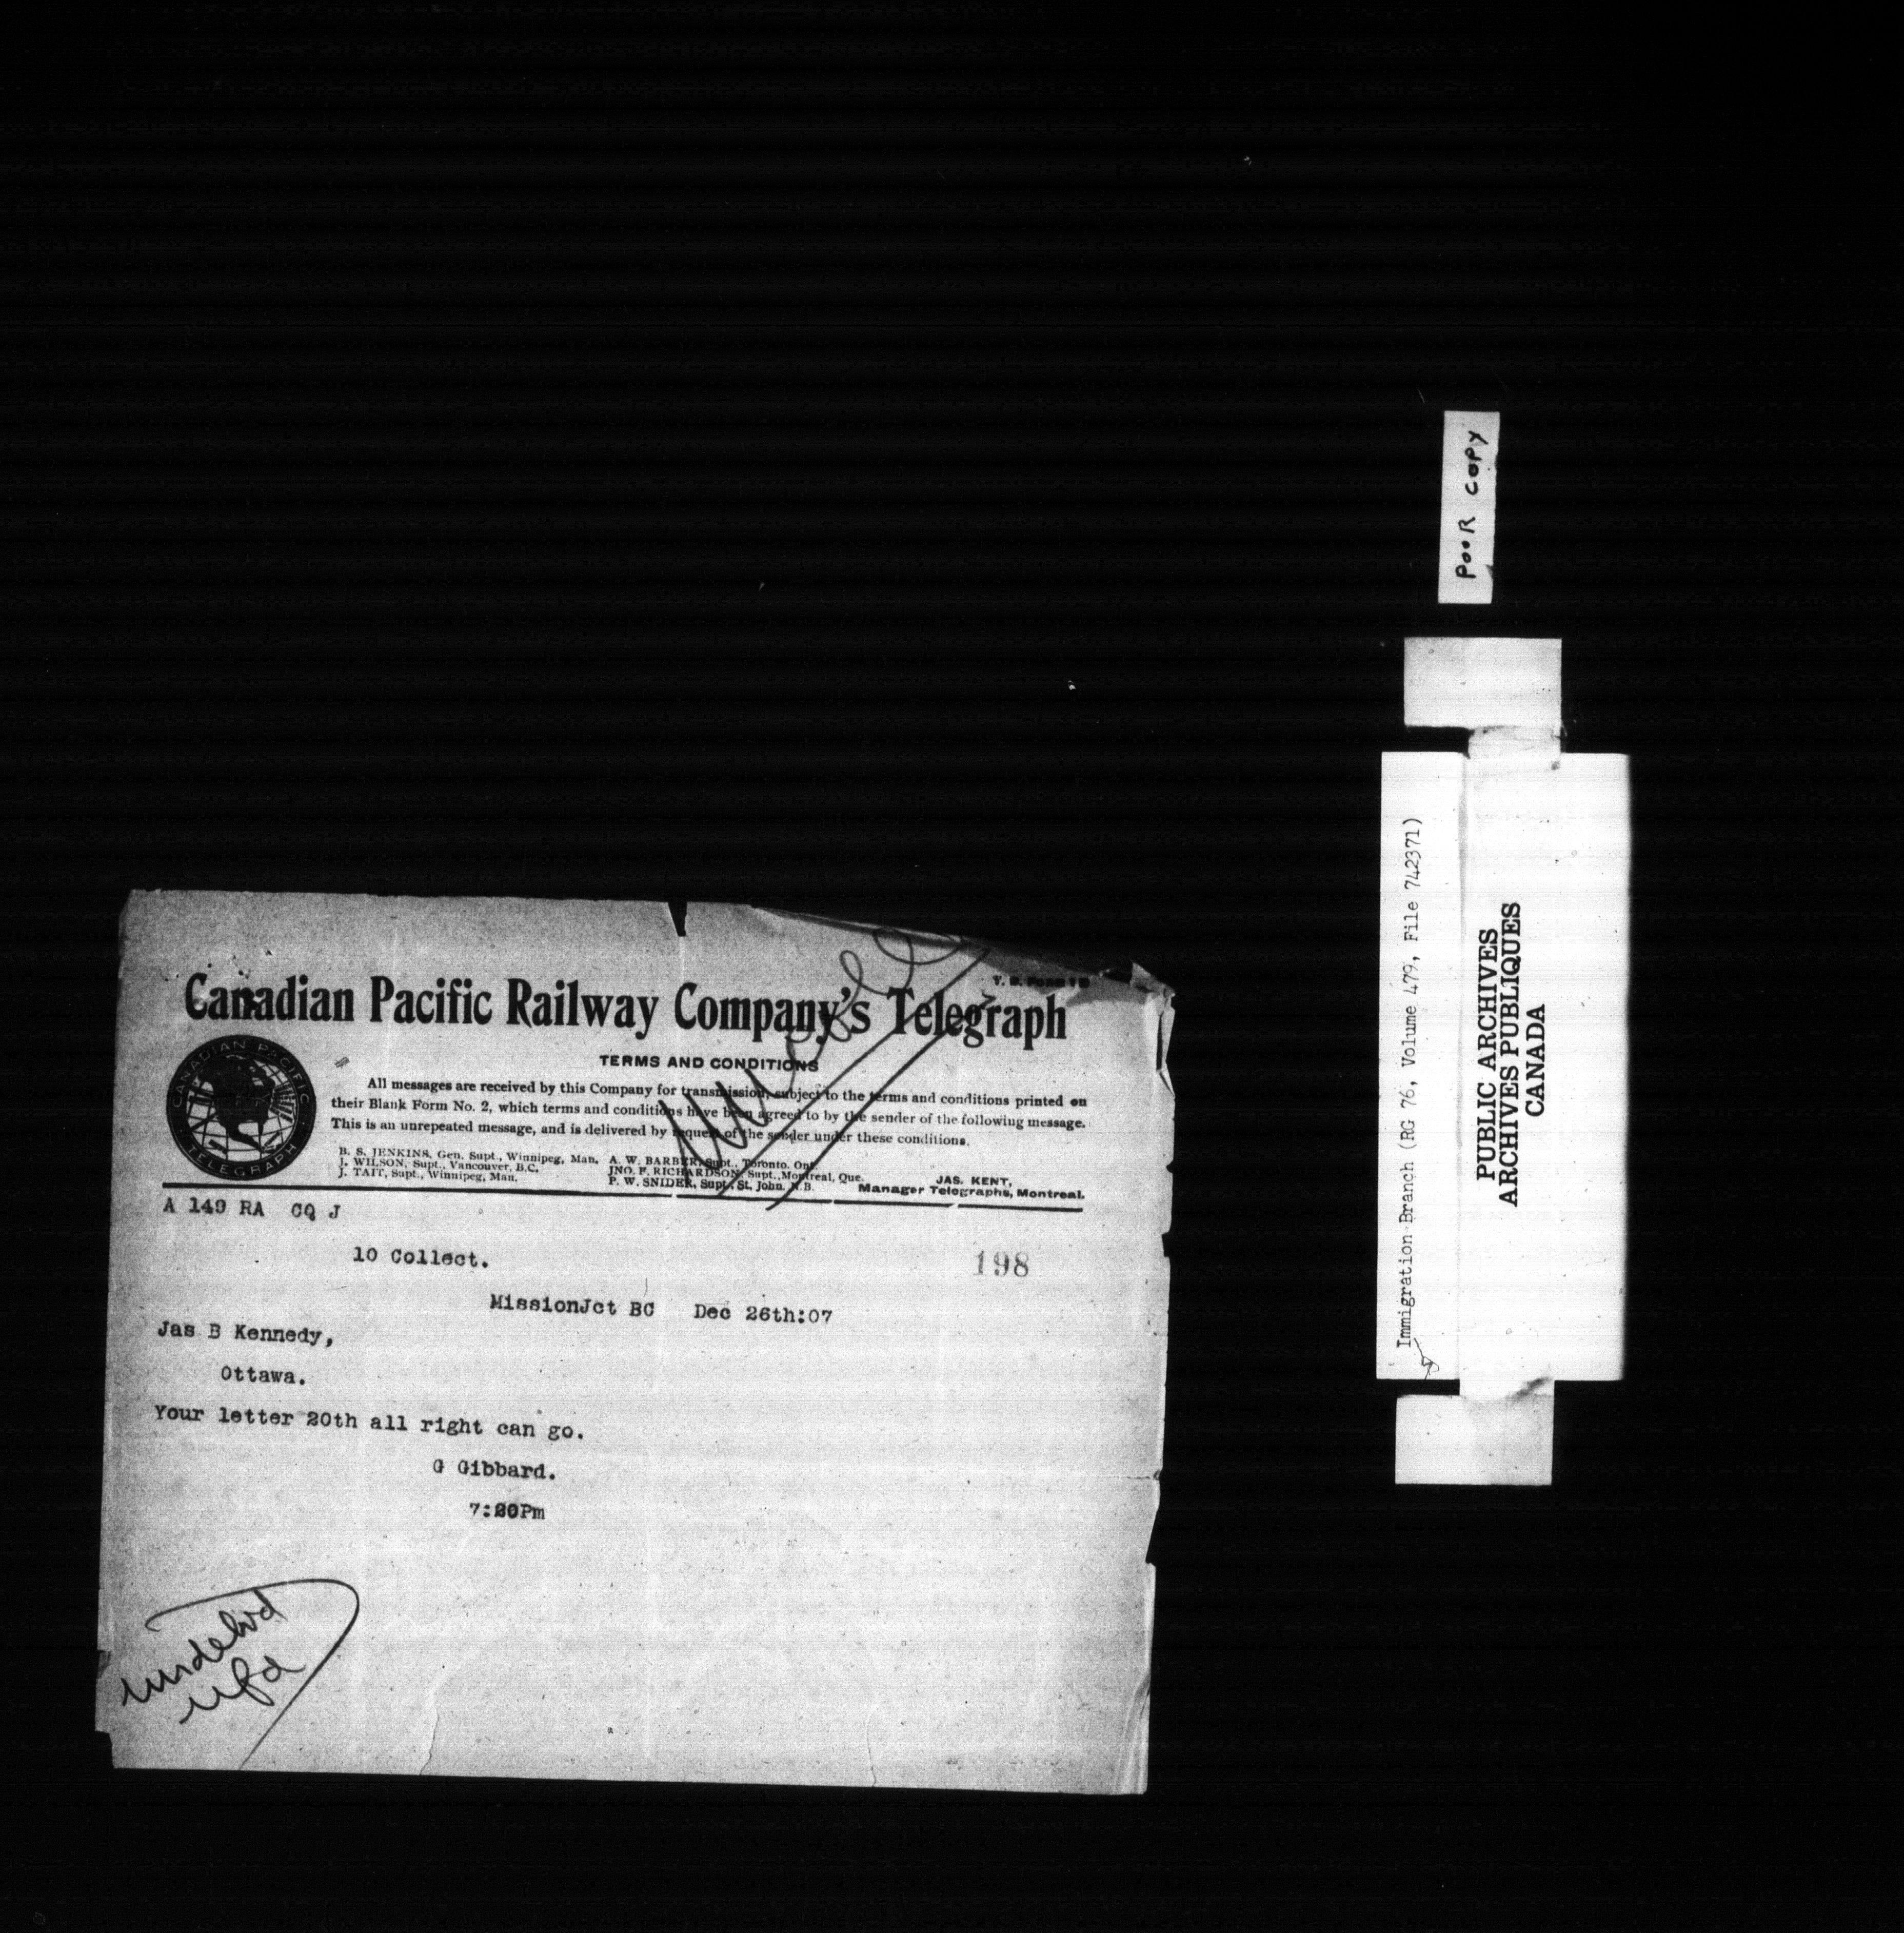 Canadian Pacific Railway Company's Telegraph
TERMS AND CONDITIONS
All messages are received by this Company for transmission, subject to the terms and conditions printed on
their Blank Form No. 2, which terms and conditions have been agreed to by the sender of the following message.
This is an unrepeated message, and is delivered by request of the sender under these conditions.
B. S. JENKINS, Gen. Supt., Winnipeg, Man.
J. WILSON, Supt., Vancouver, B.C.
J. TAIT, Supt., Winnipeg, Man.
A. W. BARBER, Supt., Toronto. Ont.
JNO. F. RICHARDSON, Supt., Montreal, Que.
P. W. SNIDER, Supt., St. John. N.B.
JAS. KENT,
Manager Telegraphs, Montreal.
CANADIAN PACIFIC
TELEGRAPH
A 149 RA CQ J
10 Collect.
198
MissionJct BC Dec 26th:07
Jas B Kennedy,
Ottawa.
Your letter 20th all right can go.
G Gibbard.
7:20Pm
undelvd
POOR COPY
Immigration Branch (RG 76, Volume 479, File 742371)
PUBLIC ARCHIVES
ARCHIVES PUBLIQUES
CANADA